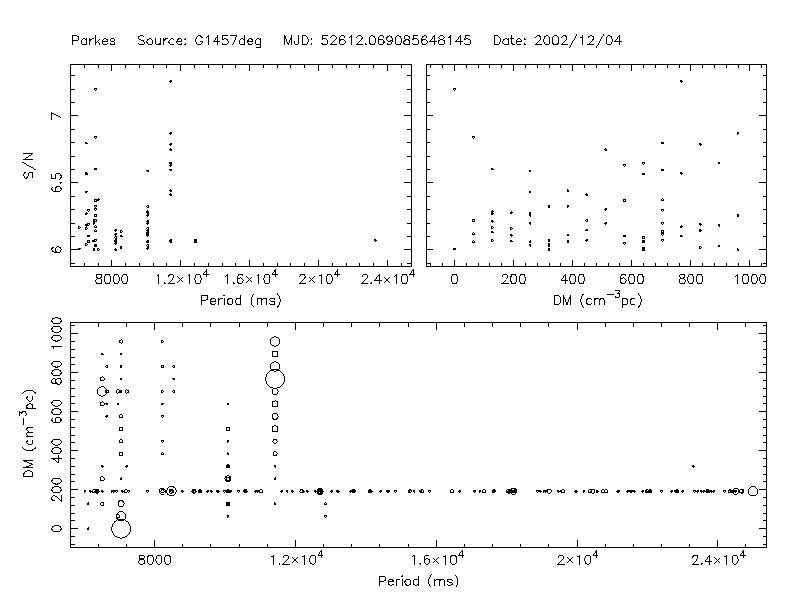 Parkes Source: G1457deg MJD: 52612.069085648145 Date: 2002/12/04
S/N
7
6.5
6
8000 1.2×10⁴ 1.6×10⁴ 2×10⁴ 2.4×10⁴
Period (ms)
0 200 400 600 800 1000
DM (cm⁻³pc)
DM (cm⁻³pc)
1000
800
600
400
200
0
8000 1.2×10⁴ 1.6×10⁴ 2×10⁴ 2.4×10⁴
Period (ms)